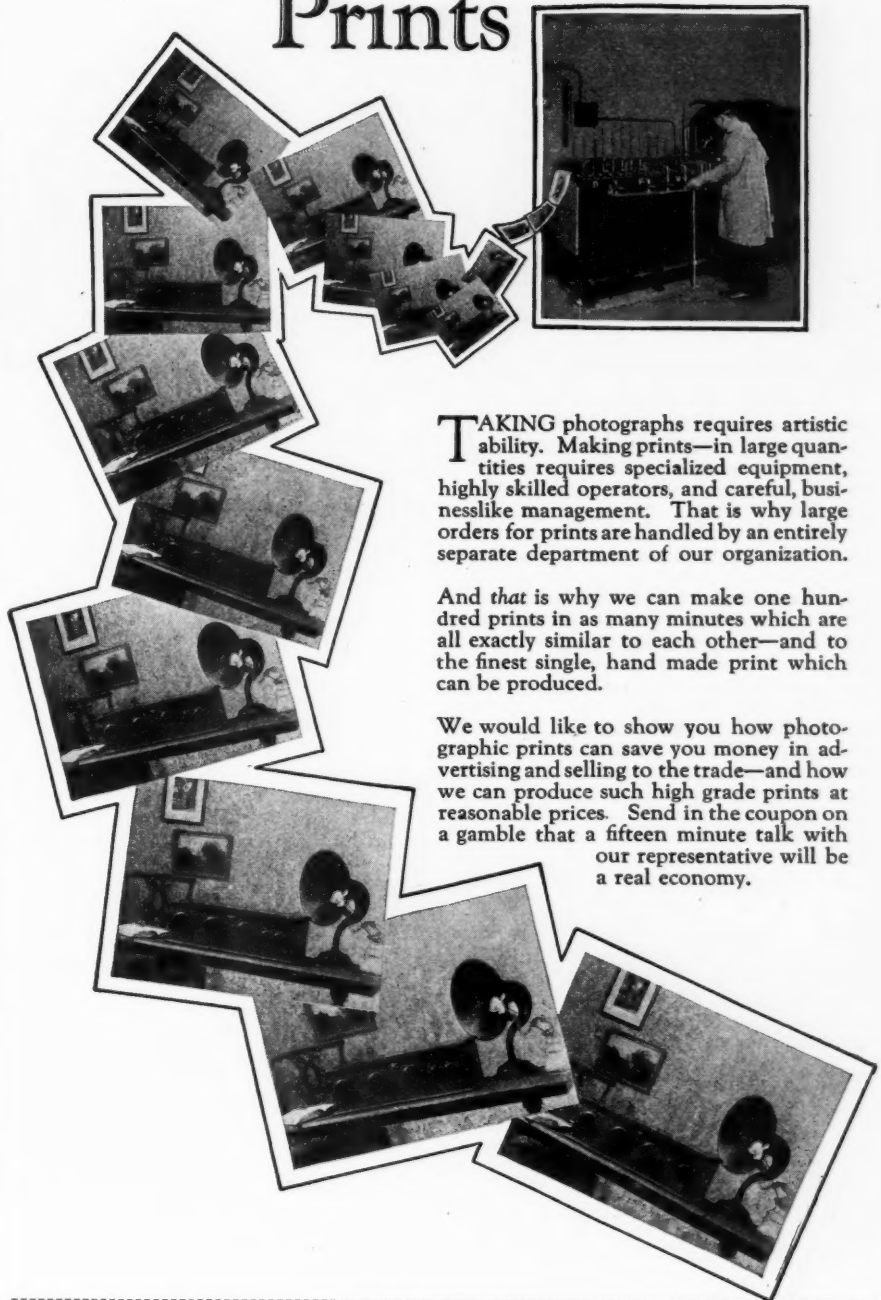 Prints
TAKING photographs requires artistic
ability. Making prints—in large quan-
tities requires specialized equipment,
highly skilled operators, and careful, busi-
nesslike management. That is why large
orders for prints are handled by an entirely
separate department of our organization.
And that is why we can make one hun-
dred prints in as many minutes which are
all exactly similar to each other—and to
the finest single, hand made print which
can be produced.
We would like to show you how photo-
graphic prints can save you money in ad-
vertising and selling to the trade—and how
we can produce such high grade prints at
reasonable prices. Send in the coupon on
a gamble that a fifteen minute talk with
our representative will be
a real economy.